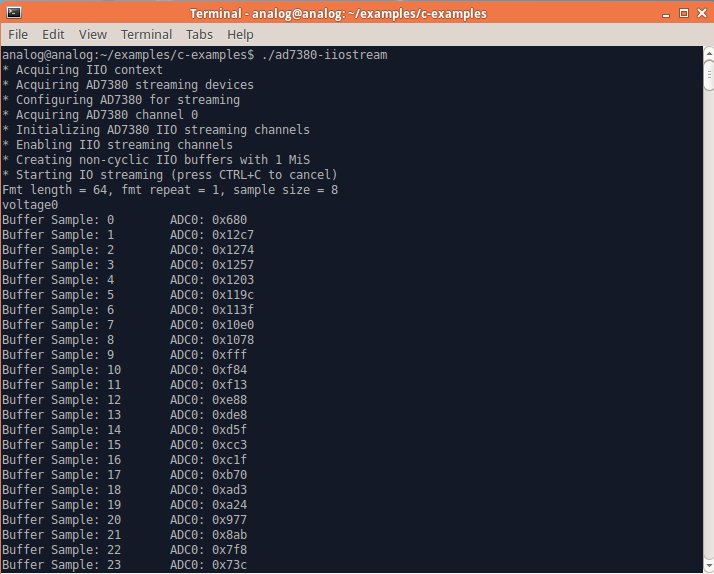 Terminal - analog@analog: ~/examples/c-examples
File Edit View Terminal Tabs Help
analog@analog:~/examples/c-examples$ ./ad7380-iiostream
* Acquiring IIO context
* Acquiring AD7380 streaming devices
* Configuring AD7380 for streaming
* Acquiring AD7380 channel 0
* Initializing AD7380 IIO streaming channels
* Enabling IIO streaming channels
* Creating non-cyclic IIO buffers with 1 MiS
* Starting IO streaming (press CTRL+C to cancel)
Fmt length = 64, fmt repeat = 1, sample size = 8
voltage0
Buffer Sample: 0 ADC0: 0x680
Buffer Sample: 1 ADC0: 0x12c7
Buffer Sample: 2 ADC0: 0x1274
Buffer Sample: 3 ADC0: 0x1257
Buffer Sample: 4 ADC0: 0x1203
Buffer Sample: 5 ADC0: 0x119c
Buffer Sample: 6 ADC0: 0x113f
Buffer Sample: 7 ADC0: 0x10e0
Buffer Sample: 8 ADC0: 0x1078
Buffer Sample: 9 ADC0: 0xfff
Buffer Sample: 10 ADC0: 0xf84
Buffer Sample: 11 ADC0: 0xf13
Buffer Sample: 12 ADC0: 0xe88
Buffer Sample: 13 ADC0: 0xde8
Buffer Sample: 14 ADC0: 0xd5f
Buffer Sample: 15 ADC0: 0xcc3
Buffer Sample: 16 ADC0: 0xc1f
Buffer Sample: 17 ADC0: 0xb70
Buffer Sample: 18 ADC0: 0xad3
Buffer Sample: 19 ADC0: 0xa24
Buffer Sample: 20 ADC0: 0x977
Buffer Sample: 21 ADC0: 0x8ab
Buffer Sample: 22 ADC0: 0x7f8
Buffer Sample: 23 ADC0: 0x73c